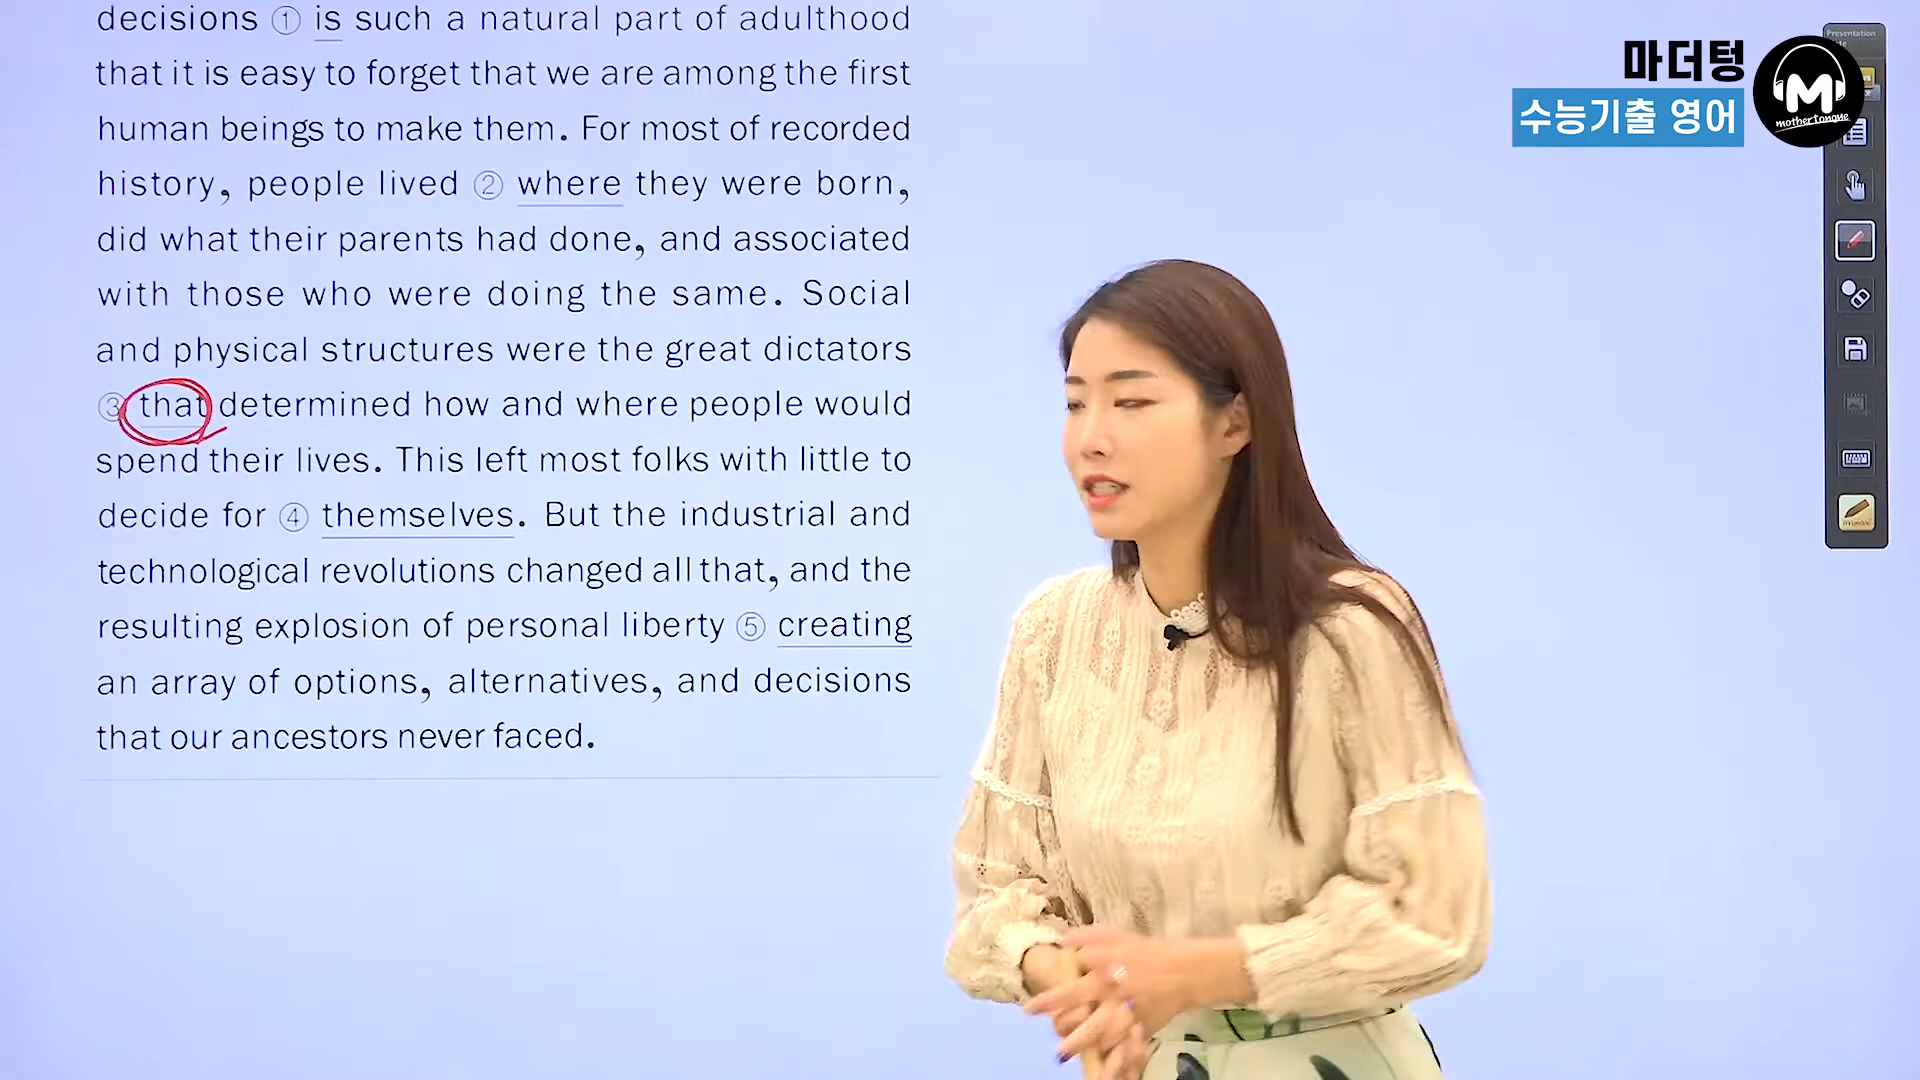 decisions ① is such a natural part of adulthood
that it is easy to forget that we are among the first
human beings to make them. For most of recorded
history, people lived ② where they were born,
did what their parents had done, and associated
with those who were doing the same. Social
and physical structures were the great dictators
③ that determined how and where people would
spend their lives. This left most folks with little to
decide for ④ themselves. But the industrial and
technological revolutions changed all that, and the
resulting explosion of personal liberty ⑤ creating
an array of options, alternatives, and decisions
that our ancestors never faced.
마더텅
수능기출 영어
M
mothertongue
Presentation